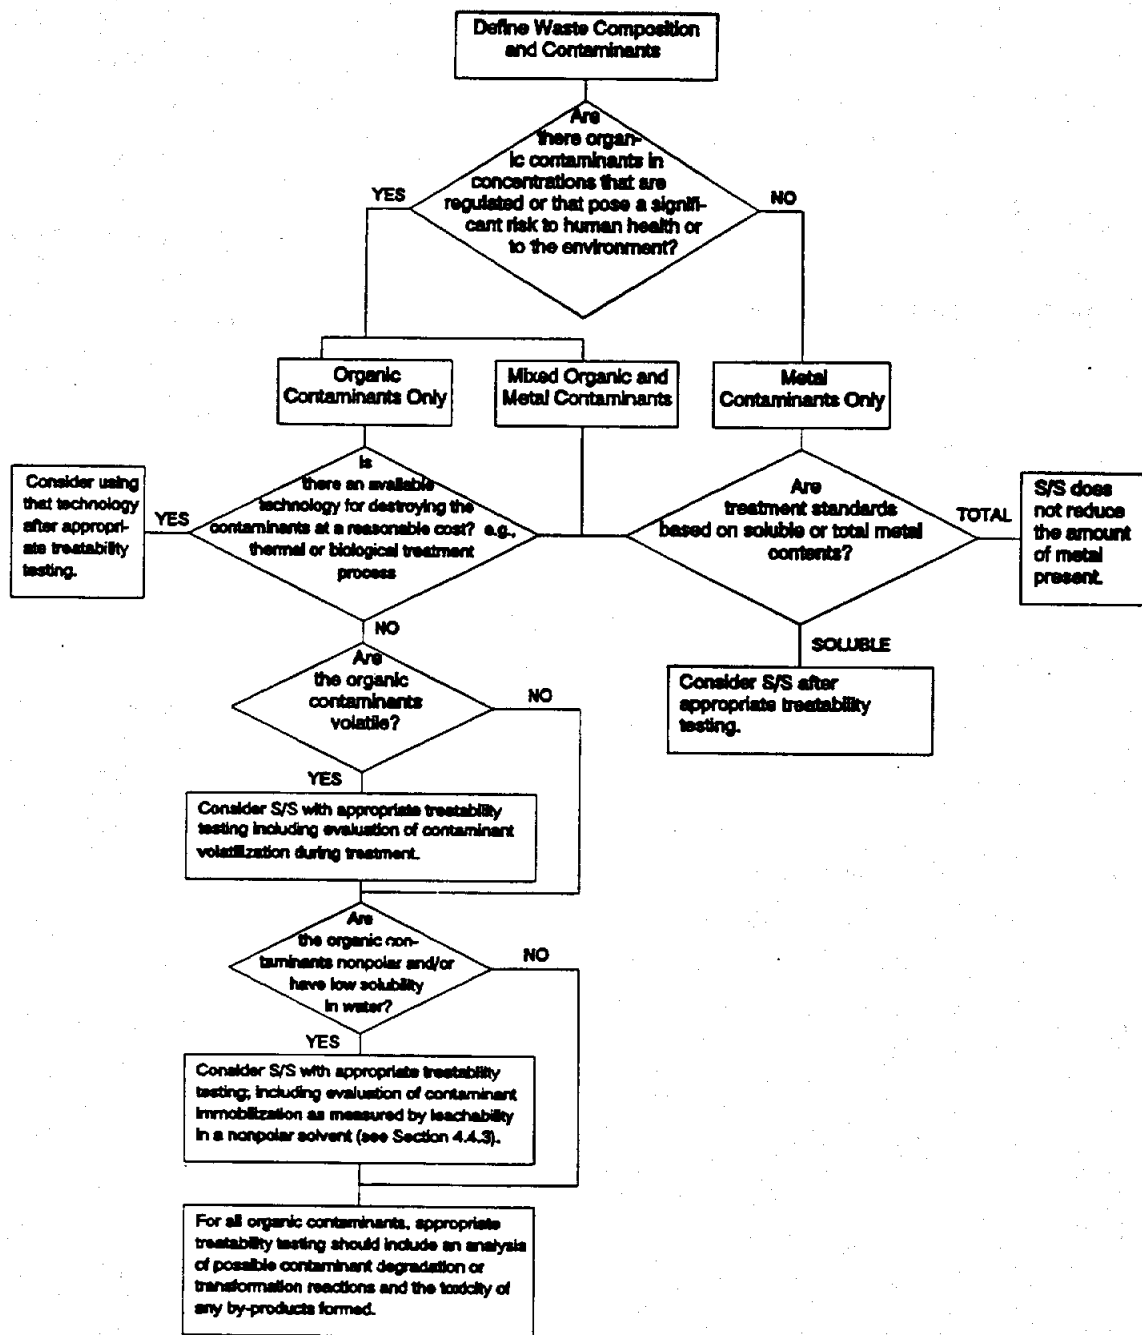 Define Waste Composition
and Contaminants
Are
there organ-
ic contaminants in
concentrations that are
regulated or that pose a signifi-
cant risk to human health or
to the environment?
YES
NO
Organic
Contaminants Only
Mixed Organic and
Metal Contaminants
Metal
Contaminants Only
Consider using
that technology
after appropri-
ate treatability
testing.
YES
Is
there an available
technology for destroying the
contaminants at a reasonable cost? e.g.,
thermal or biological treatment
process
Are
treatment standards
based on soluble or total metal
contents?
TOTAL
S/S does
not reduce
the amount
of metal
present.
NO
SOLUBLE
Consider S/S after
appropriate treatability
testing.
Are
the organic
contaminants
volatile?
NO
YES
Consider S/S with appropriate treatability
testing including evaluation of contaminant
volatilization during treatment.
Are
the organic con-
taminants nonpolar and/or
have low solubility
in water?
NO
YES
Consider S/S with appropriate treatability
testing; including evaluation of contaminant
immobilization as measured by leachability
in a nonpolar solvent (see Section 4.4.3).
For all organic contaminants, appropriate
treatability testing should include an analysis
of possible contaminant degradation or
transformation reactions and the toxicity of
any by-products formed.